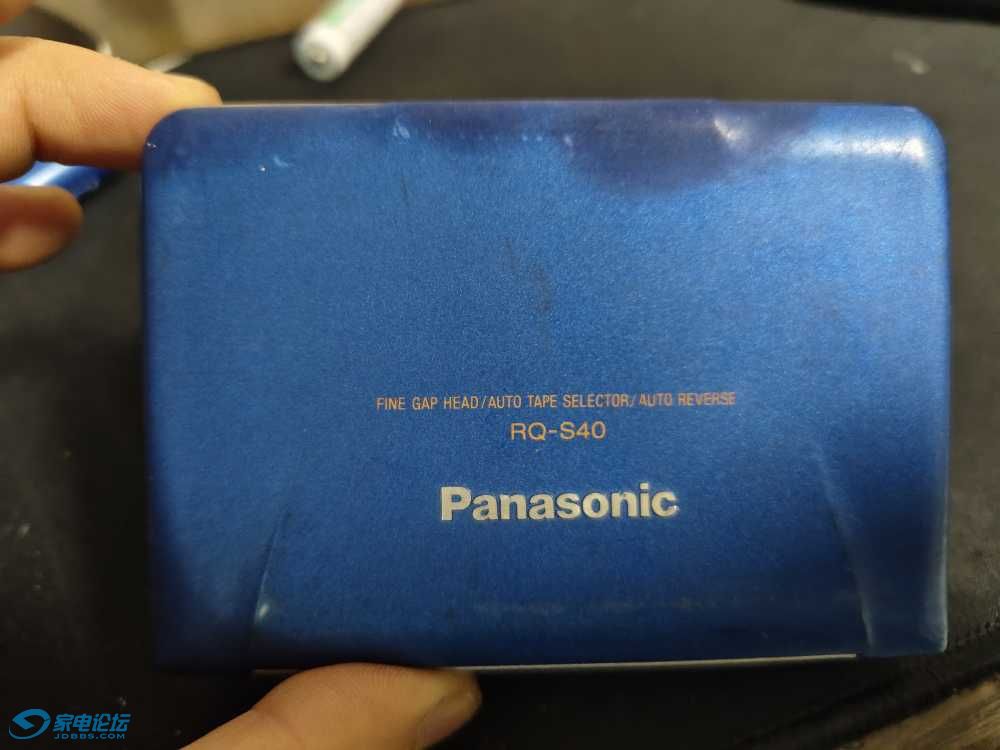 FINE GAP HEAD/AUTO TAPE SELECTOR/AUTO REVERSE
RQ-S40
Panasonic
家电论坛
JDBBS.COM